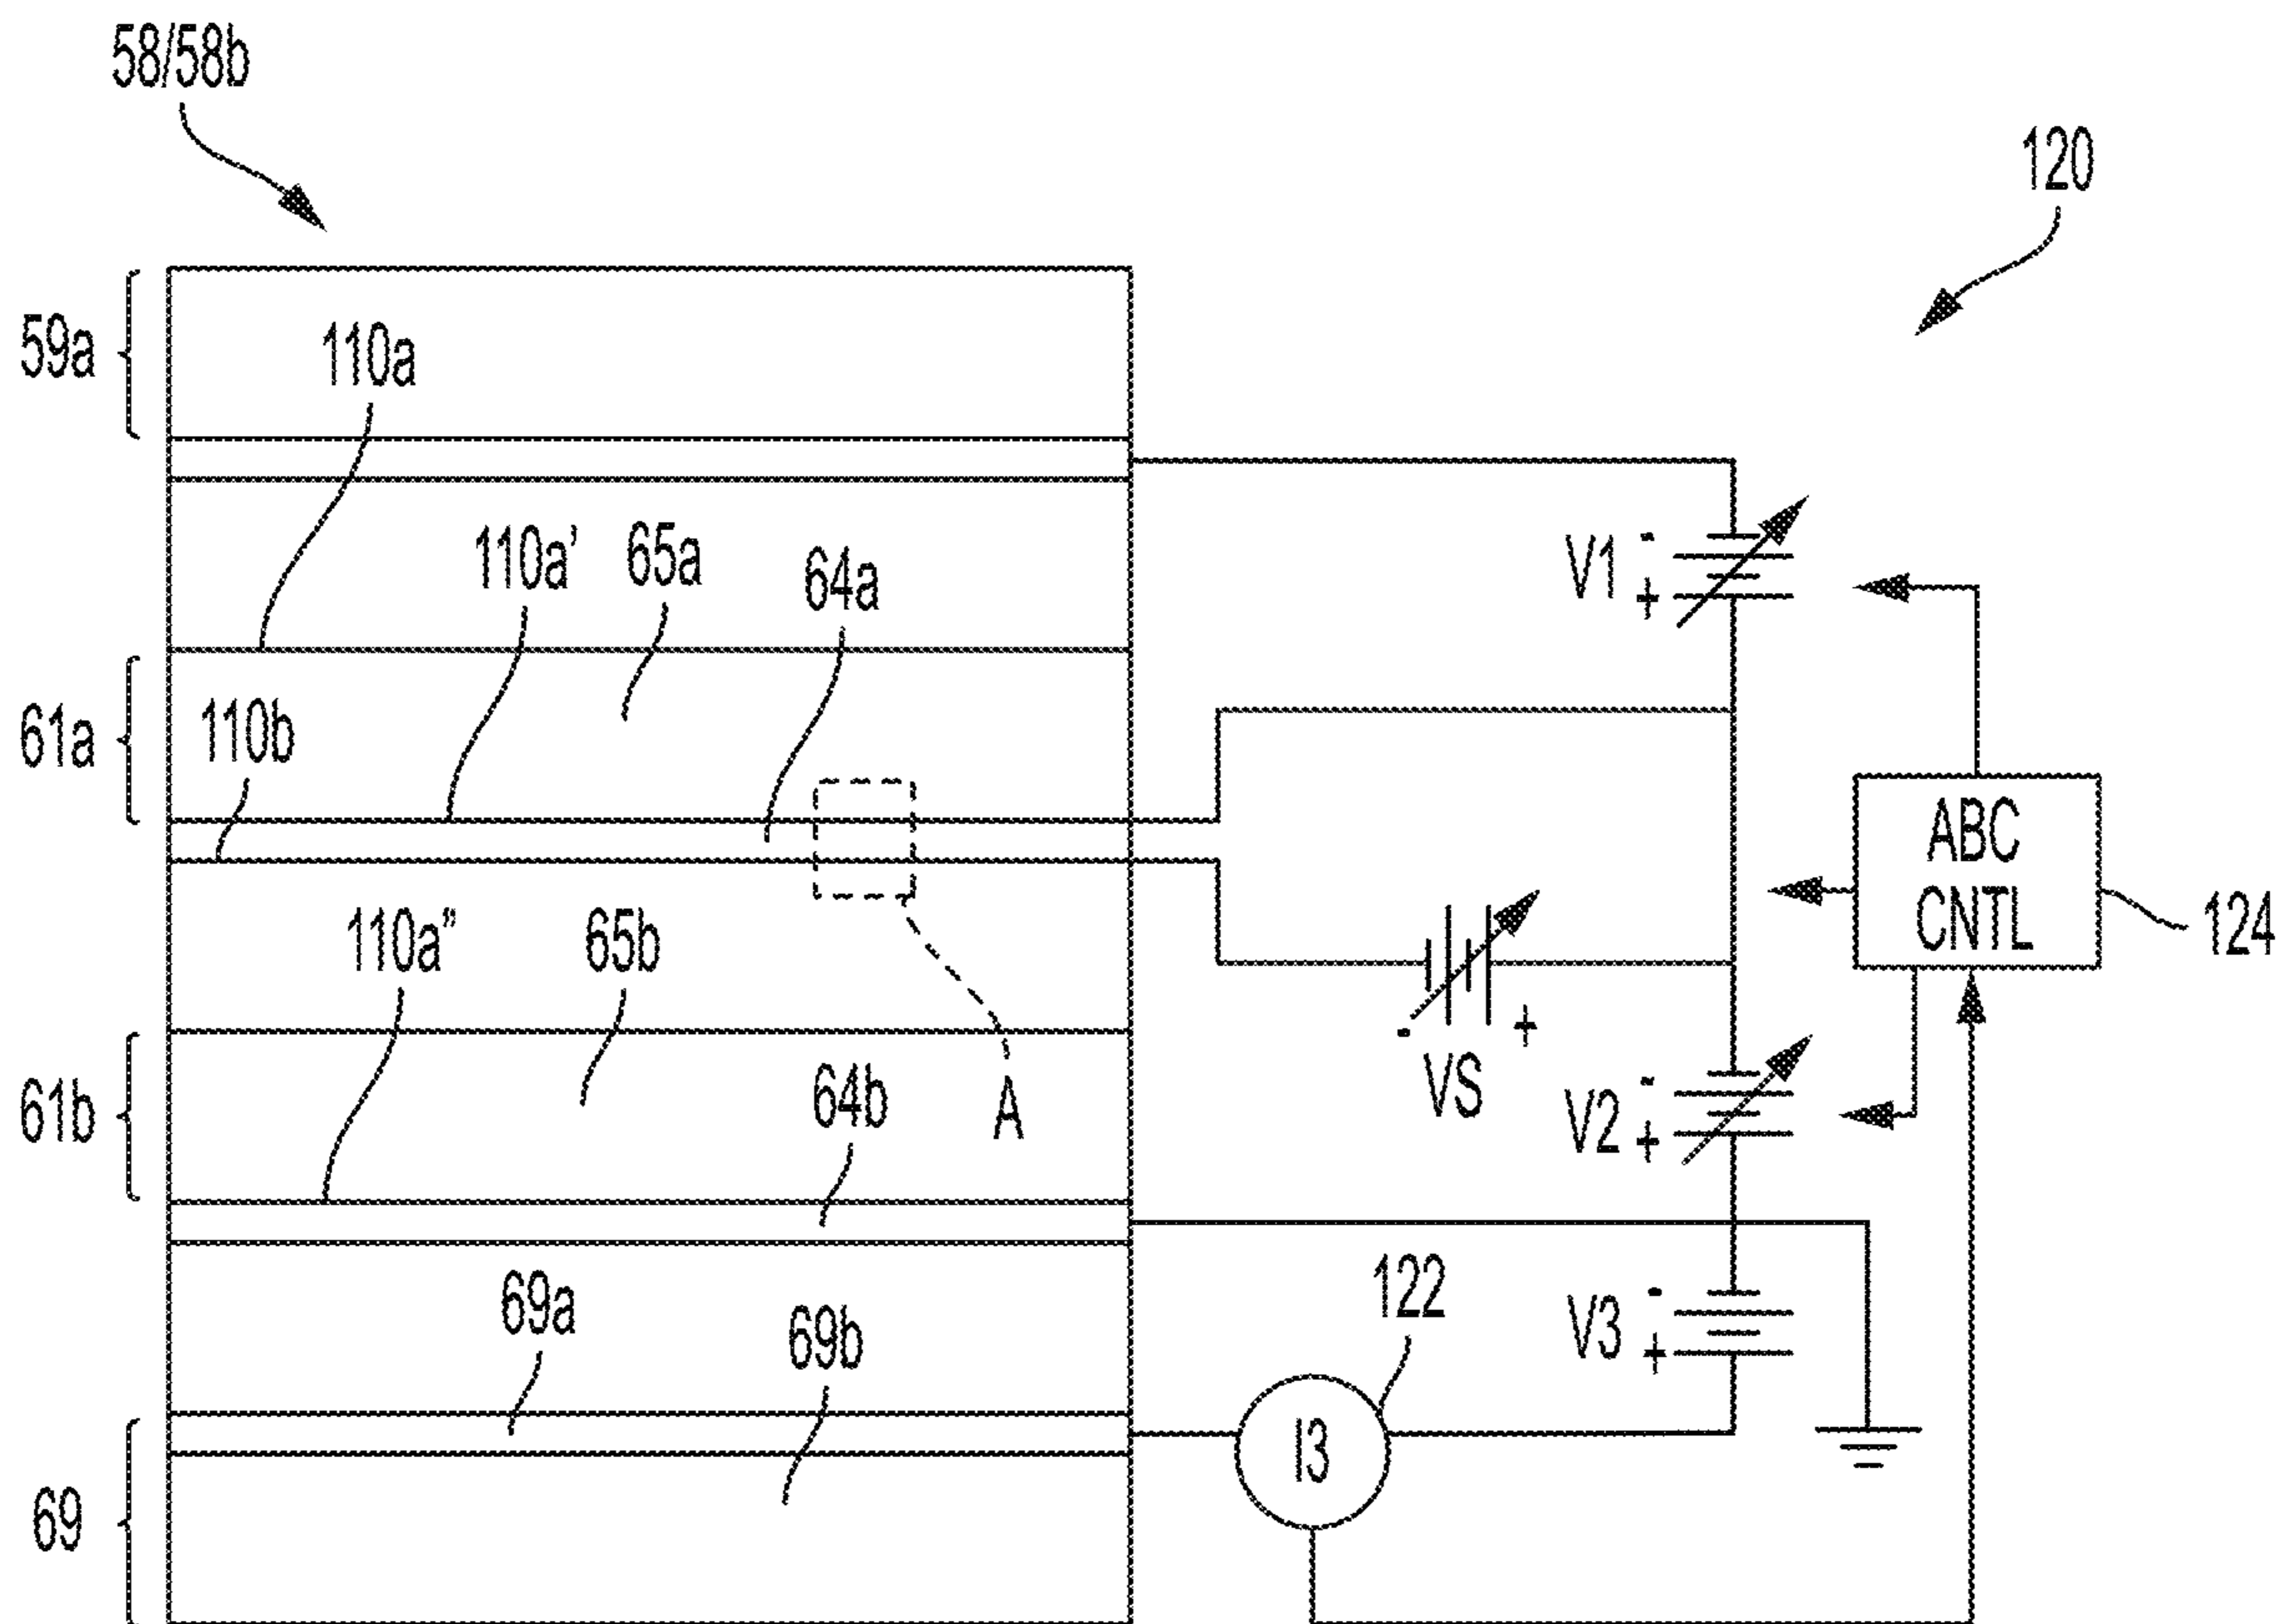 58/58b
120
59a
110a
110a'
65a
64a
V1
-
+
61a
110b
ABC
CNTL
124
110a"
65b
-
+
VS
A
61b
64b
V2
-
+
122
69a
69b
V3
-
+
I3
69